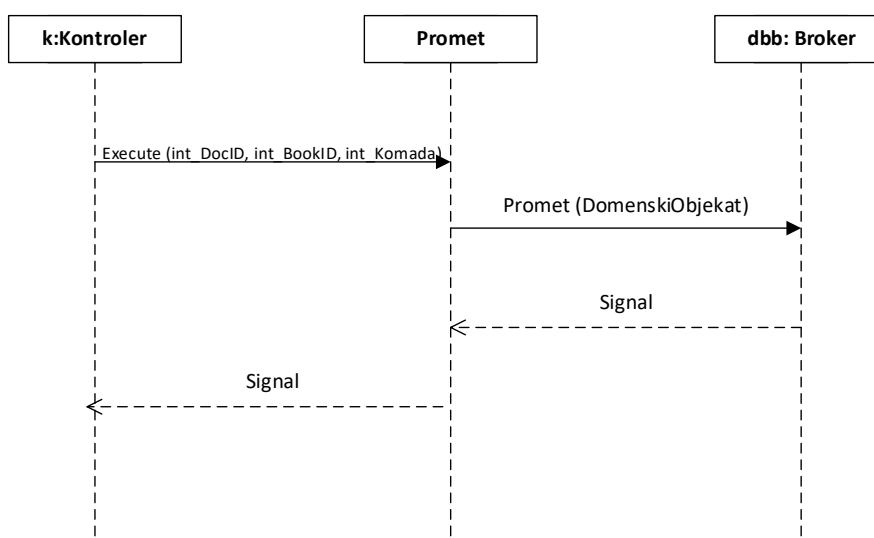 k:Kontroler
Promet
dbb: Broker
Execute (int_DocID, int_BookID, int_Komada)
Promet (DomenskiObjekat)
Signal
Signal